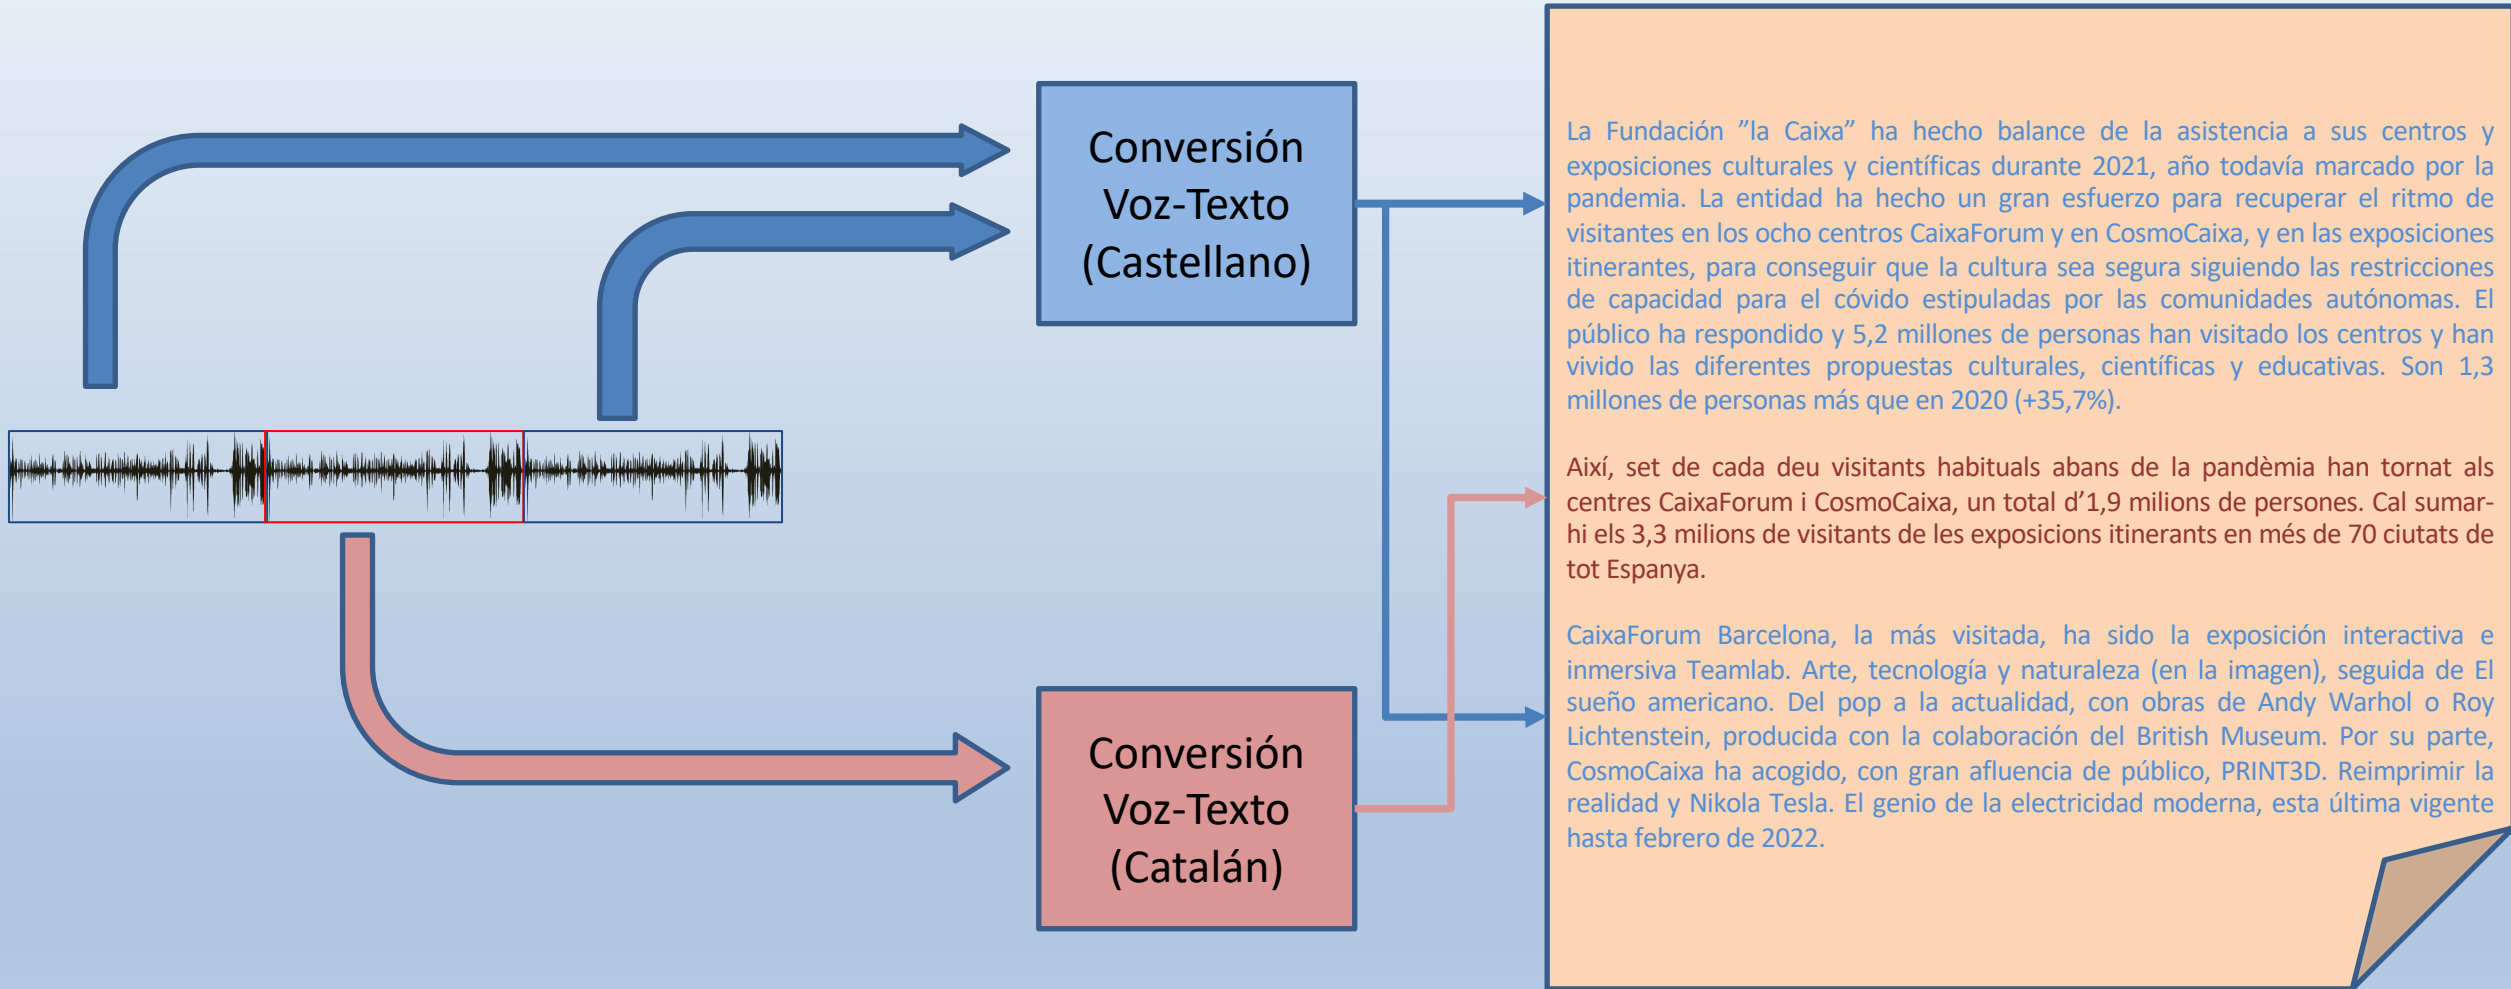 Conversión
Voz-Texto
(Castellano)
Conversión
Voz-Texto
(Catalán)
La Fundación ”la Caixa” ha hecho balance de la asistencia a sus centros y
exposiciones culturales y científicas durante 2021, año todavía marcado por la
pandemia. La entidad ha hecho un gran esfuerzo para recuperar el ritmo de
visitantes en los ocho centros CaixaForum y en CosmoCaixa, y en las exposiciones
itinerantes, para conseguir que la cultura sea segura siguiendo las restricciones
de capacidad para el cóvido estipuladas por las comunidades autónomas. El
público ha respondido y 5,2 millones de personas han visitado los centros y han
vivido las diferentes propuestas culturales, científicas y educativas. Son 1,3
millones de personas más que en 2020 (+35,7%).
Així, set de cada deu visitants habituals abans de la pandèmia han tornat als
centres CaixaForum i CosmoCaixa, un total d’1,9 milions de persones. Cal sumar-
hi els 3,3 milions de visitants de les exposicions itinerants en més de 70 ciutats de
tot Espanya.
CaixaForum Barcelona, la más visitada, ha sido la exposición interactiva e
inmersiva Teamlab. Arte, tecnología y naturaleza (en la imagen), seguida de El
sueño americano. Del pop a la actualidad, con obras de Andy Warhol o Roy
Lichtenstein, producida con la colaboración del British Museum. Por su parte,
CosmoCaixa ha acogido, con gran afluencia de público, PRINT3D. Reimprimir la
realidad y Nikola Tesla. El genio de la electricidad moderna, esta última vigente
hasta febrero de 2022.